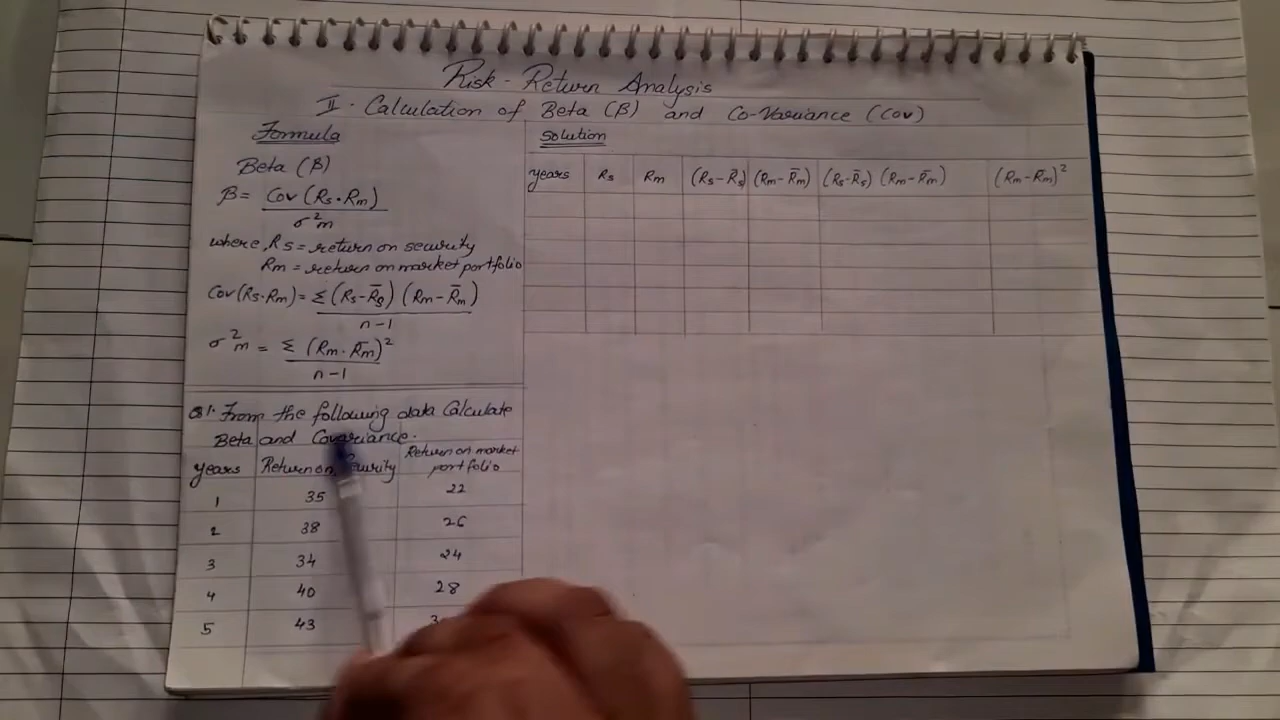 Risk-Return Analysis
II. Calculation of Beta (β) and Co-Variance (Cov)
Formula
Beta (β)
β = Cov (Rs.Rm)
σ²m
where, Rs = return on security
Rm = return on market portfolio
Cov (Rs.Rm) = Σ (Rs-R̄s) (Rm-R̄m)
n-1
σ²m = Σ (Rm.R̄m)²
n-1
Q1. From the following data Calculate
Beta and Covariance.
years Return on Return on market portfolio
1 35 22
2 38 26
3 34 24
4 40 28
5 43
Solution
years Rs Rm (Rs-R̄s) (Rm-R̄m) (Rs-R̄s) (Rm-R̄m) (Rm-R̄m)²